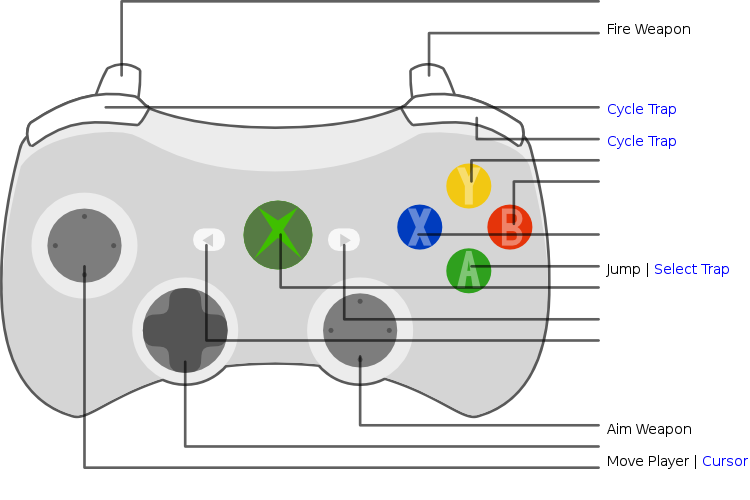 Fire Weapon
Cycle Trap
Cycle Trap
Y
X
B
A
Jump | Select Trap
Aim Weapon
Move Player | Cursor